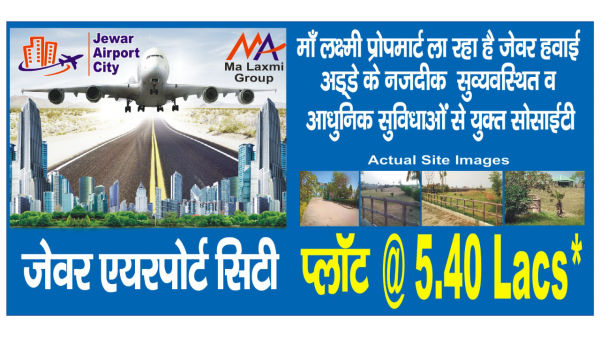 Jewar
Airport
City
MA
Ma Laxmi
Group
माँ लक्ष्मी प्रोपमार्ट ला रहा है जेवर हवाई
अड्डे के नजदीक सुव्यवस्थित व
आधुनिक सुविधाओं से युक्त सोसाईटी
Actual Site Images
जेवर एयरपोर्ट सिटी
प्लॉट @ 5.40 Lacs*